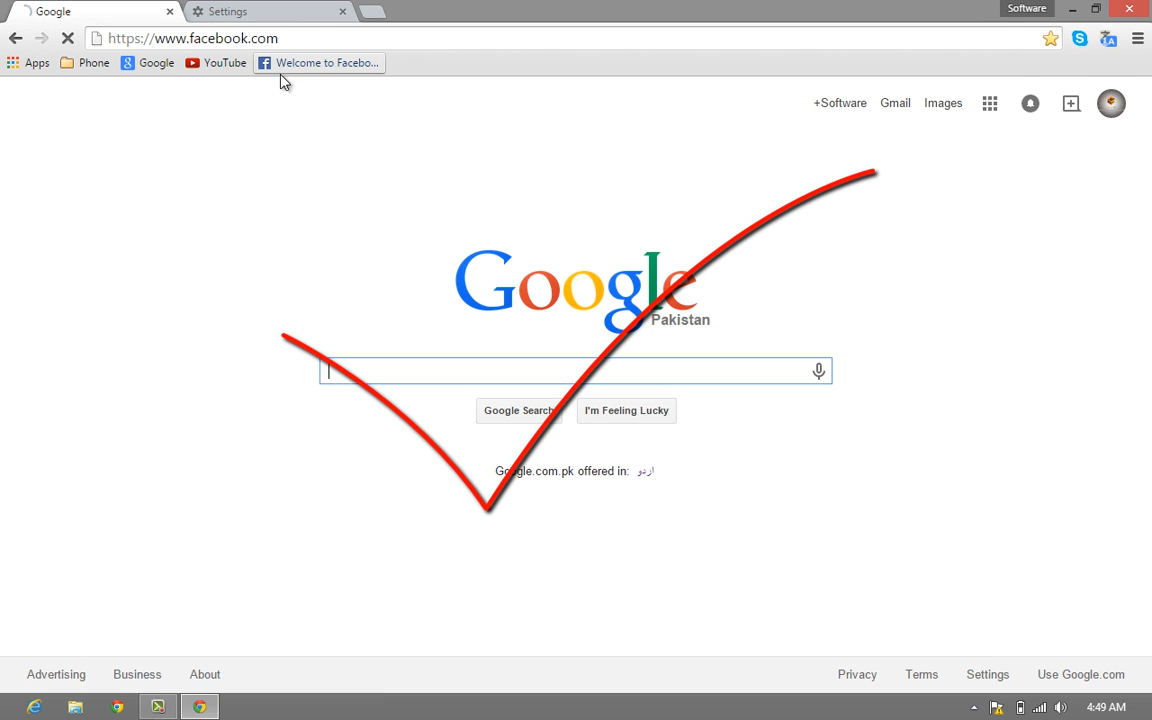 Google
Settings
Software
https://www.facebook.com
Apps
Phone
Google
YouTube
Welcome to Facebo...
+Software
Gmail
Images
Google
Pakistan
Google Search
I'm Feeling Lucky
Google.com.pk offered in: اردو
Advertising
Business
About
Privacy
Terms
Settings
Use Google.com
4:49 AM